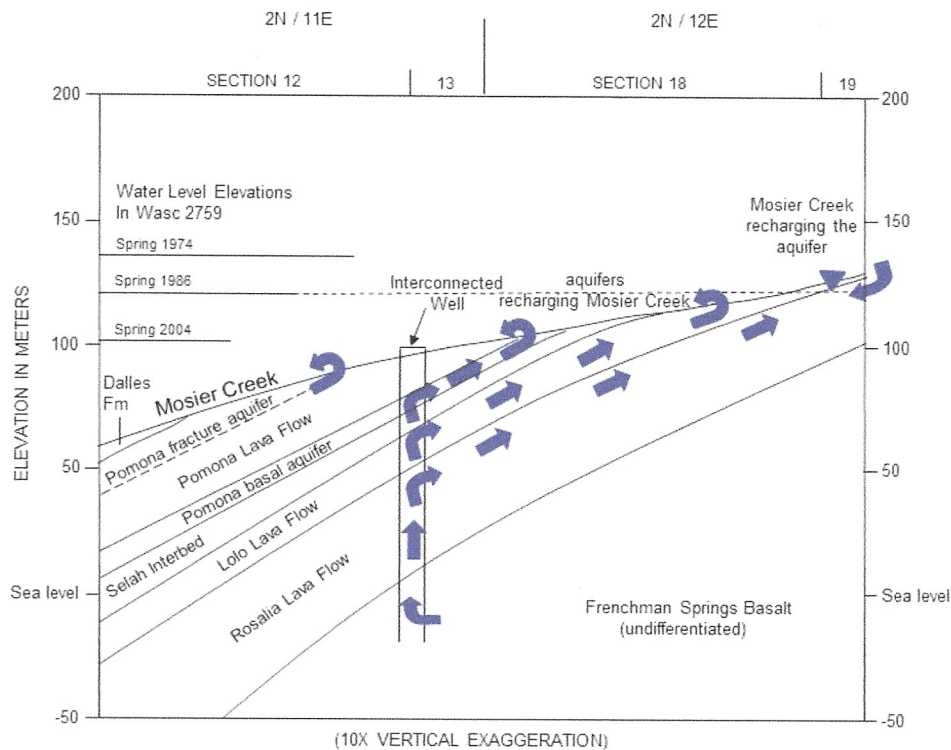 2N / 11E
2N / 12E
SECTION 12
13
SECTION 18
19
200
200
Water Level Elevations
In Wasc 2759
150
150
Mosier Creek
recharging the
aquifer
Spring 1974
Spring 1986
Interconnected
Well
aquifers
recharging Mosier Creek
Spring 2004
100
100
ELEVATION IN METERS
Dalles
Fm
Mosier Creek
Pomona fracture aquifer
50
50
Pomona Lava Flow
Pomona basal aquifer
Selah Interbed
Lolo Lava Flow
Rosalia Lava Flow
Sea level
Sea level
Frenchman Springs Basalt
(undifferentiated)
-50
-50
(10X VERTICAL EXAGGERATION)